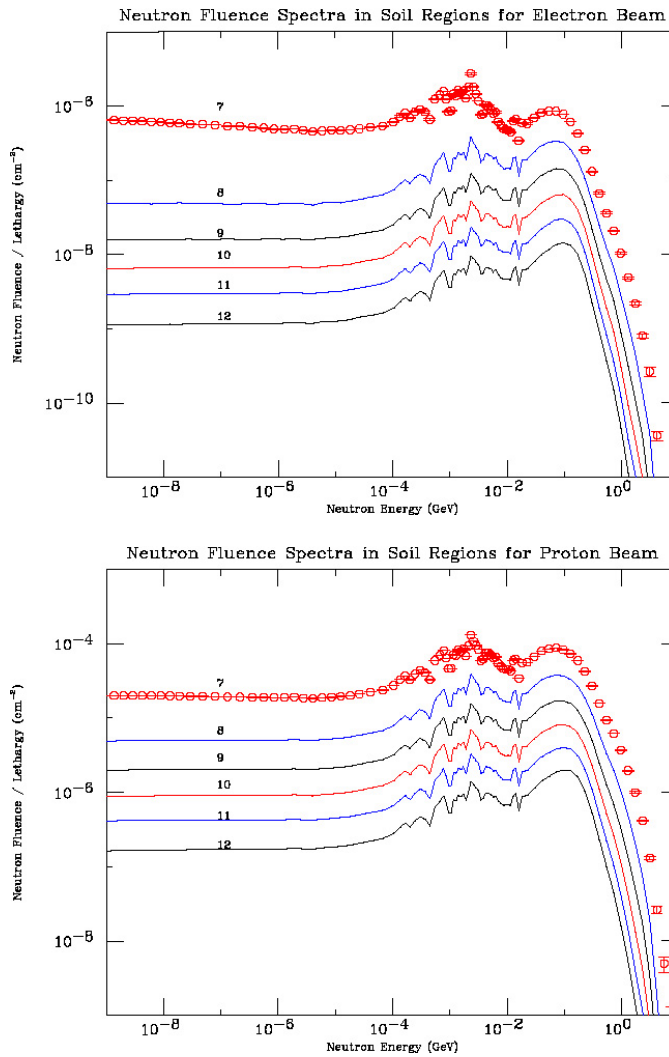 Neutron Fluence Spectra in Soil Regions for Electron Beam
Neutron Fluence / Lethargy (cm⁻²)
10⁻⁶
10⁻⁸
10⁻¹⁰
7
8
9
10
11
12
10⁻⁸ 10⁻⁶ 10⁻⁴ 10⁻² 10⁰
Neutron Energy (GeV)
Neutron Fluence Spectra in Soil Regions for Proton Beam
Neutron Fluence / Lethargy (cm⁻²)
10⁻⁴
10⁻⁶
10⁻⁸
7
8
9
10
11
12
10⁻⁸ 10⁻⁶ 10⁻⁴ 10⁻² 10⁰
Neutron Energy (GeV)